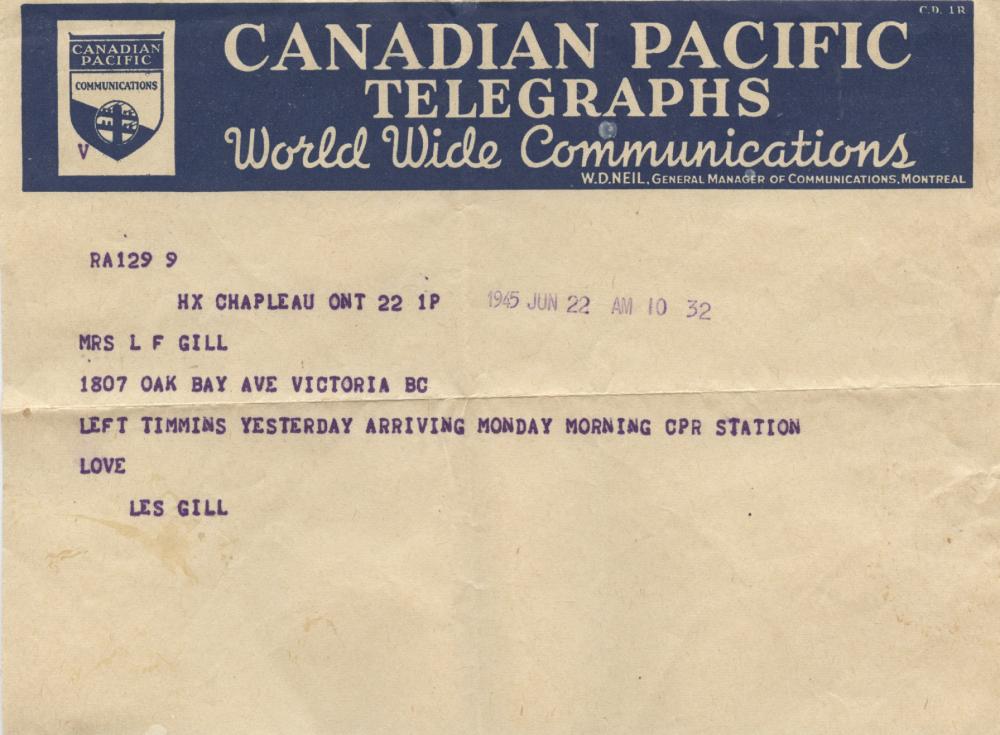 C.D. 1R
CANADIAN PACIFIC
TELEGRAPHS
World Wide Communications
W.D. NEIL, GENERAL MANAGER OF COMMUNICATIONS, MONTREAL
CANADIAN
PACIFIC
COMMUNICATIONS
V
RA129 9
HX CHAPLEAU ONT 22 1P 1945 JUN 22 AM 10 32
MRS L F GILL
1807 OAK BAY AVE VICTORIA BC
LEFT TIMMINS YESTERDAY ARRIVING MONDAY MORNING CPR STATION
LOVE
LES GILL